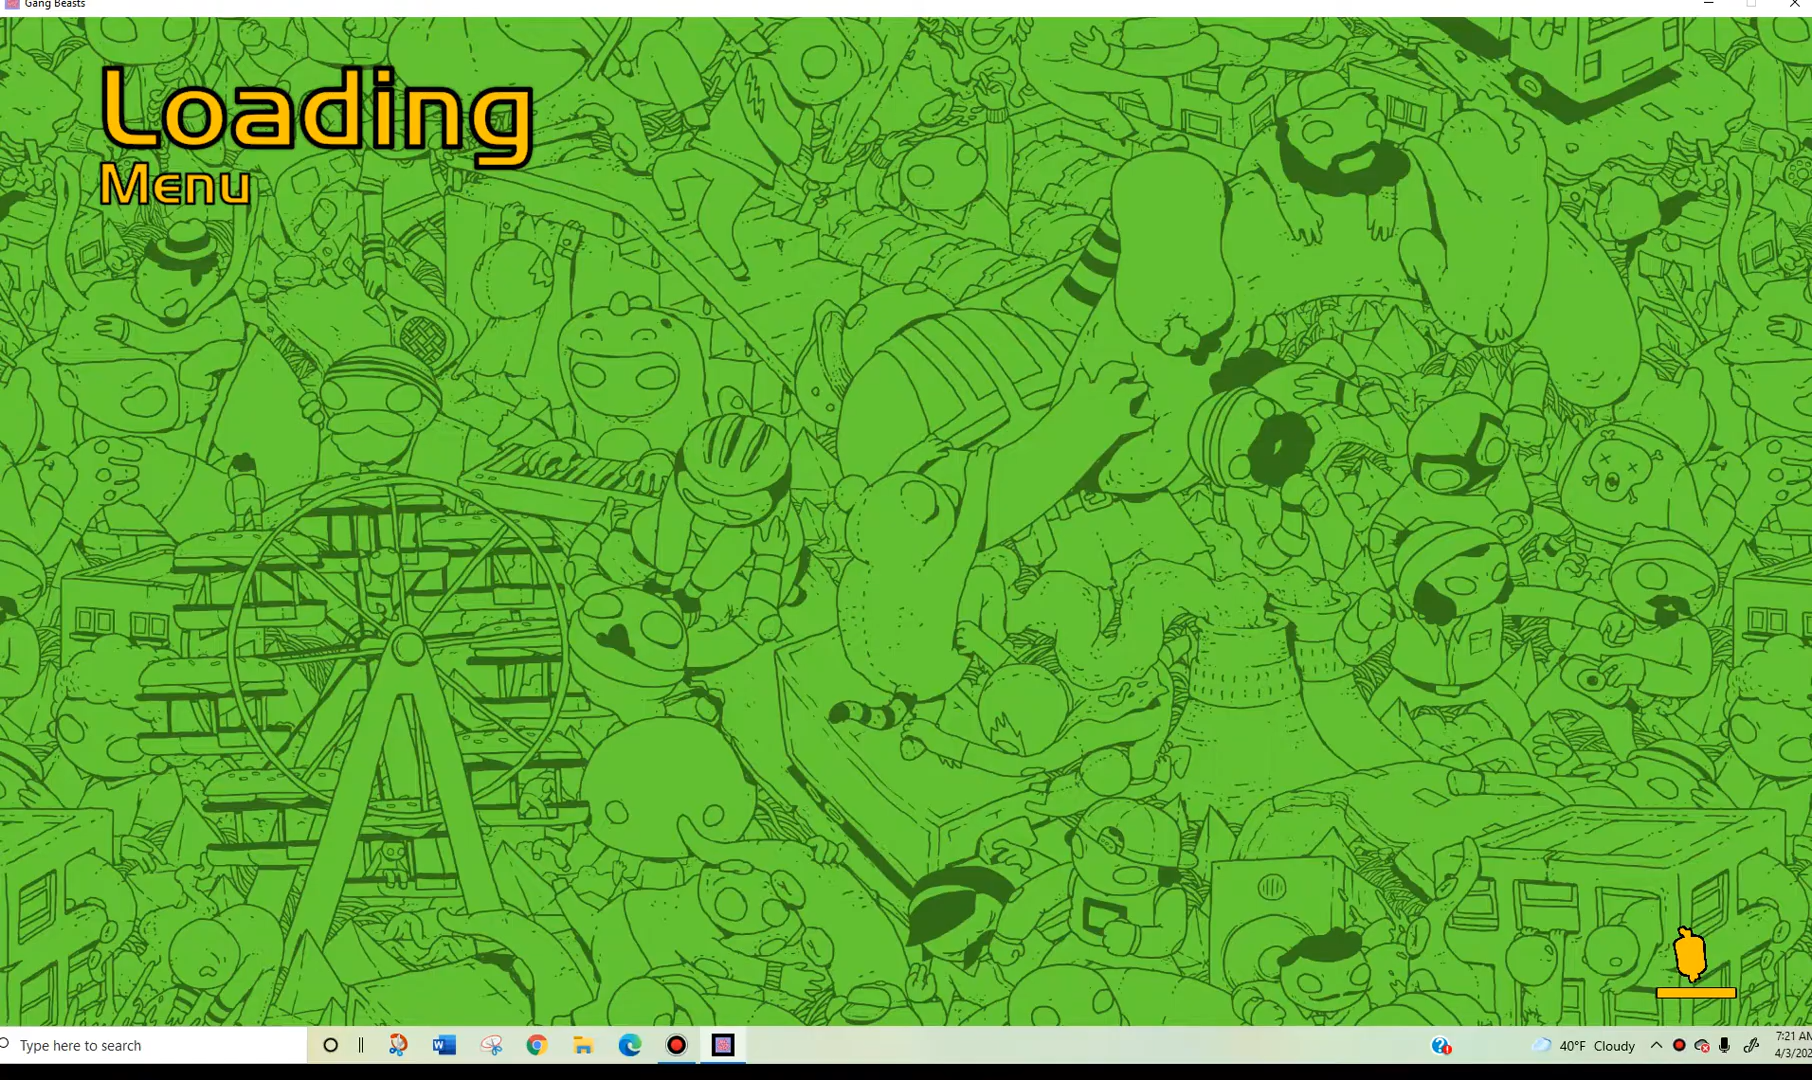 Gang Beasts
Loading
Menu
Type here to search
40°F Cloudy
7:21 AM